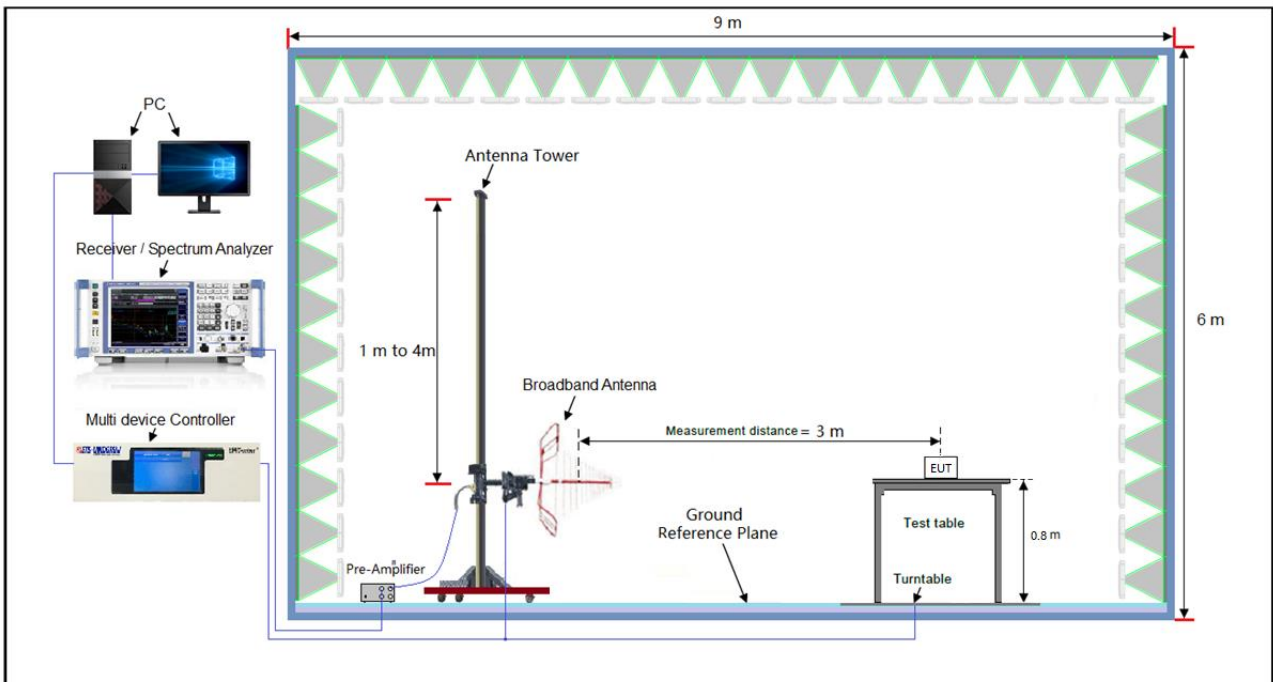 9 m
PC
Antenna Tower
Receiver / Spectrum Analyzer
6 m
1 m to 4m
Broadband Antenna
Multi device Controller
Measurement distance = 3 m
EUT
Ground
Reference Plane
Test table
0.8 m
Pre-Amplifier
Turntable